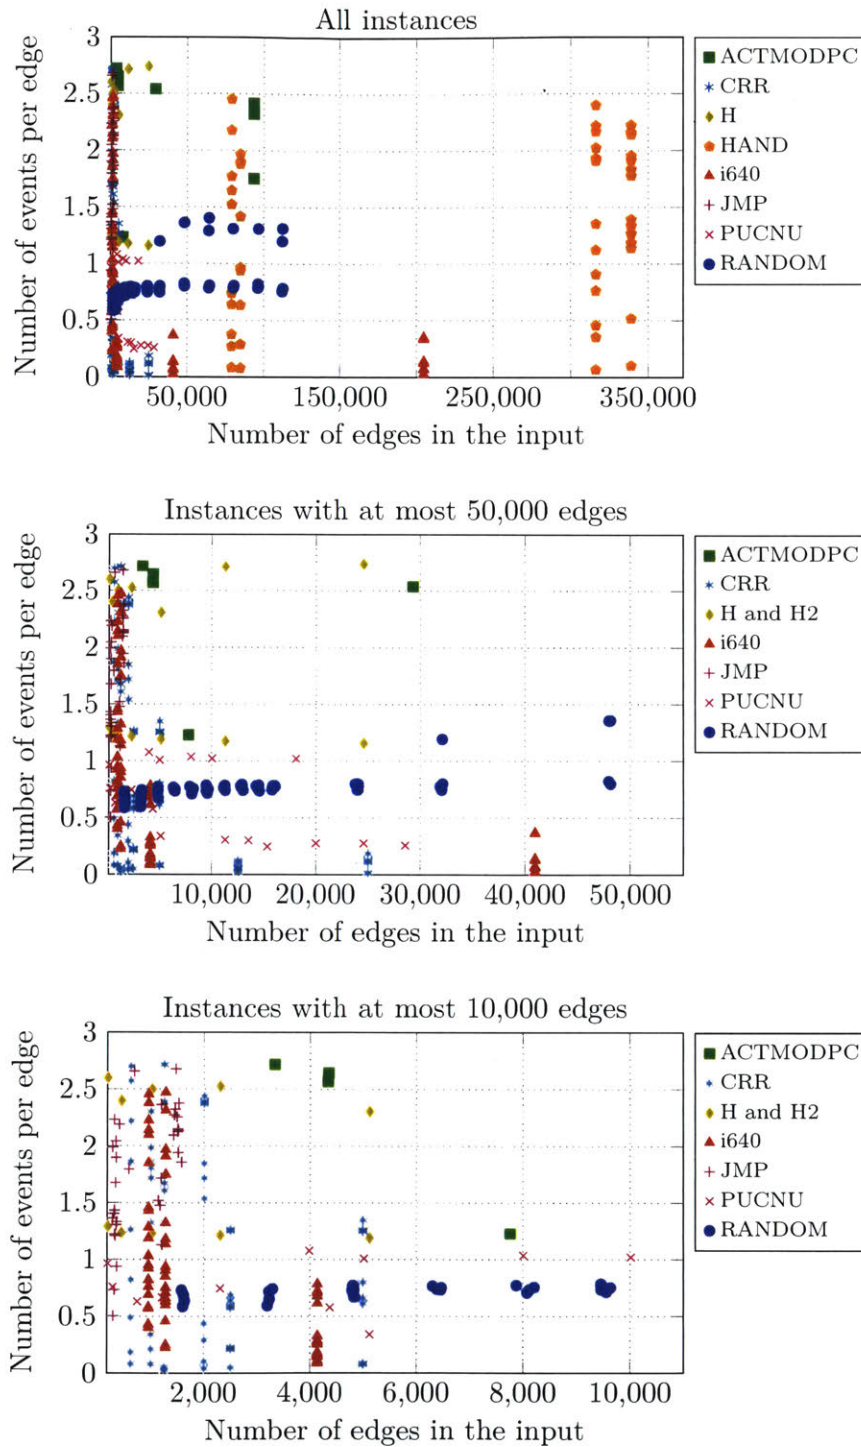 All instances
Number of events per edge
3
2.5
2
1.5
1
0.5
0
50,000 150,000 250,000 350,000
Number of edges in the input
ACTMODPC
CRR
H
HAND
i640
JMP
PUCNU
RANDOM
Instances with at most 50,000 edges
Number of events per edge
3
2.5
2
1.5
1
0.5
0
10,000 20,000 30,000 40,000 50,000
Number of edges in the input
ACTMODPC
CRR
H and H2
i640
JMP
PUCNU
RANDOM
Instances with at most 10,000 edges
Number of events per edge
3
2.5
2
1.5
1
0.5
0
2,000 4,000 6,000 8,000 10,000
Number of edges in the input
ACTMODPC
CRR
H and H2
i640
JMP
PUCNU
RANDOM